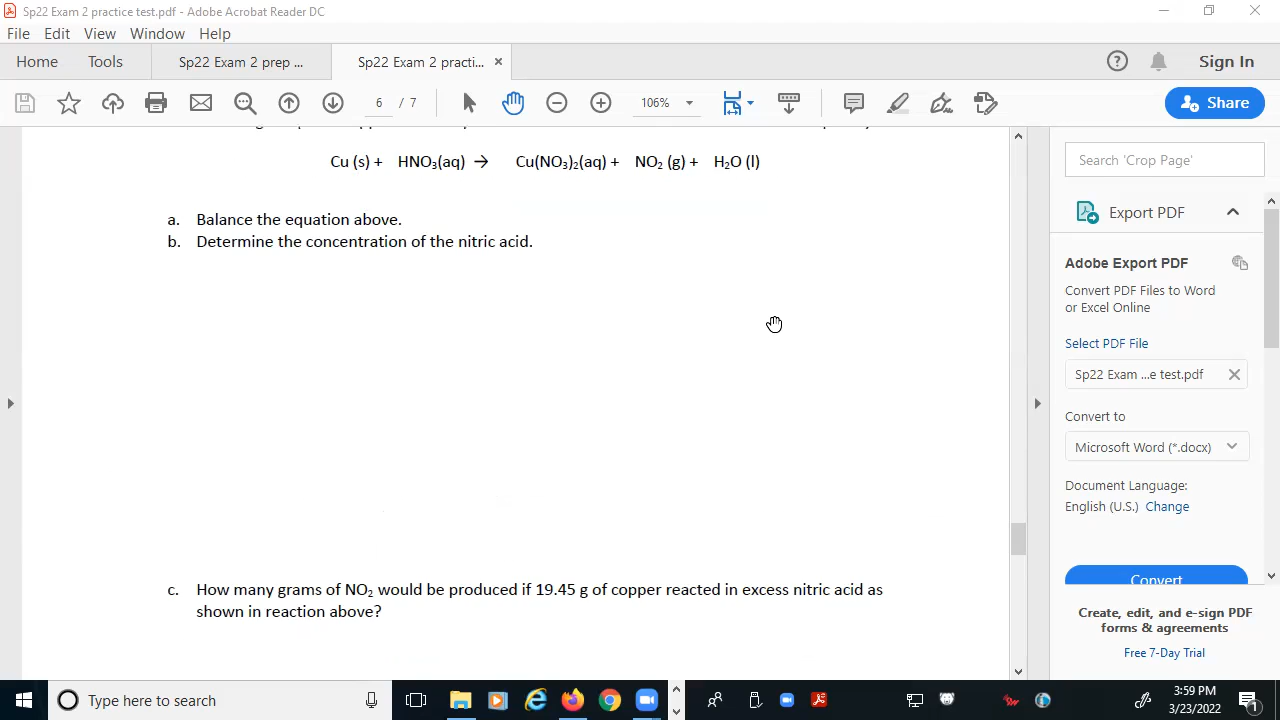 Sp22 Exam 2 practice test.pdf - Adobe Acrobat Reader DC
File Edit View Window Help
Home Tools Sp22 Exam 2 prep ... Sp22 Exam 2 practi... × Sign In
6 / 7 106% Share
Cu (s) + HNO₃(aq) → Cu(NO₃)₂(aq) + NO₂ (g) + H₂O (l)
a. Balance the equation above.
b. Determine the concentration of the nitric acid.
c. How many grams of NO₂ would be produced if 19.45 g of copper reacted in excess nitric acid as
shown in reaction above?
Search 'Crop Page'
Export PDF
Adobe Export PDF
Convert PDF Files to Word
or Excel Online
Select PDF File
Sp22 Exam ...e test.pdf
Convert to
Microsoft Word (*.docx)
Document Language:
English (U.S.) Change
Convert
Create, edit, and e-sign PDF
forms & agreements
Free 7-Day Trial
Type here to search
3:59 PM
3/23/2022
1